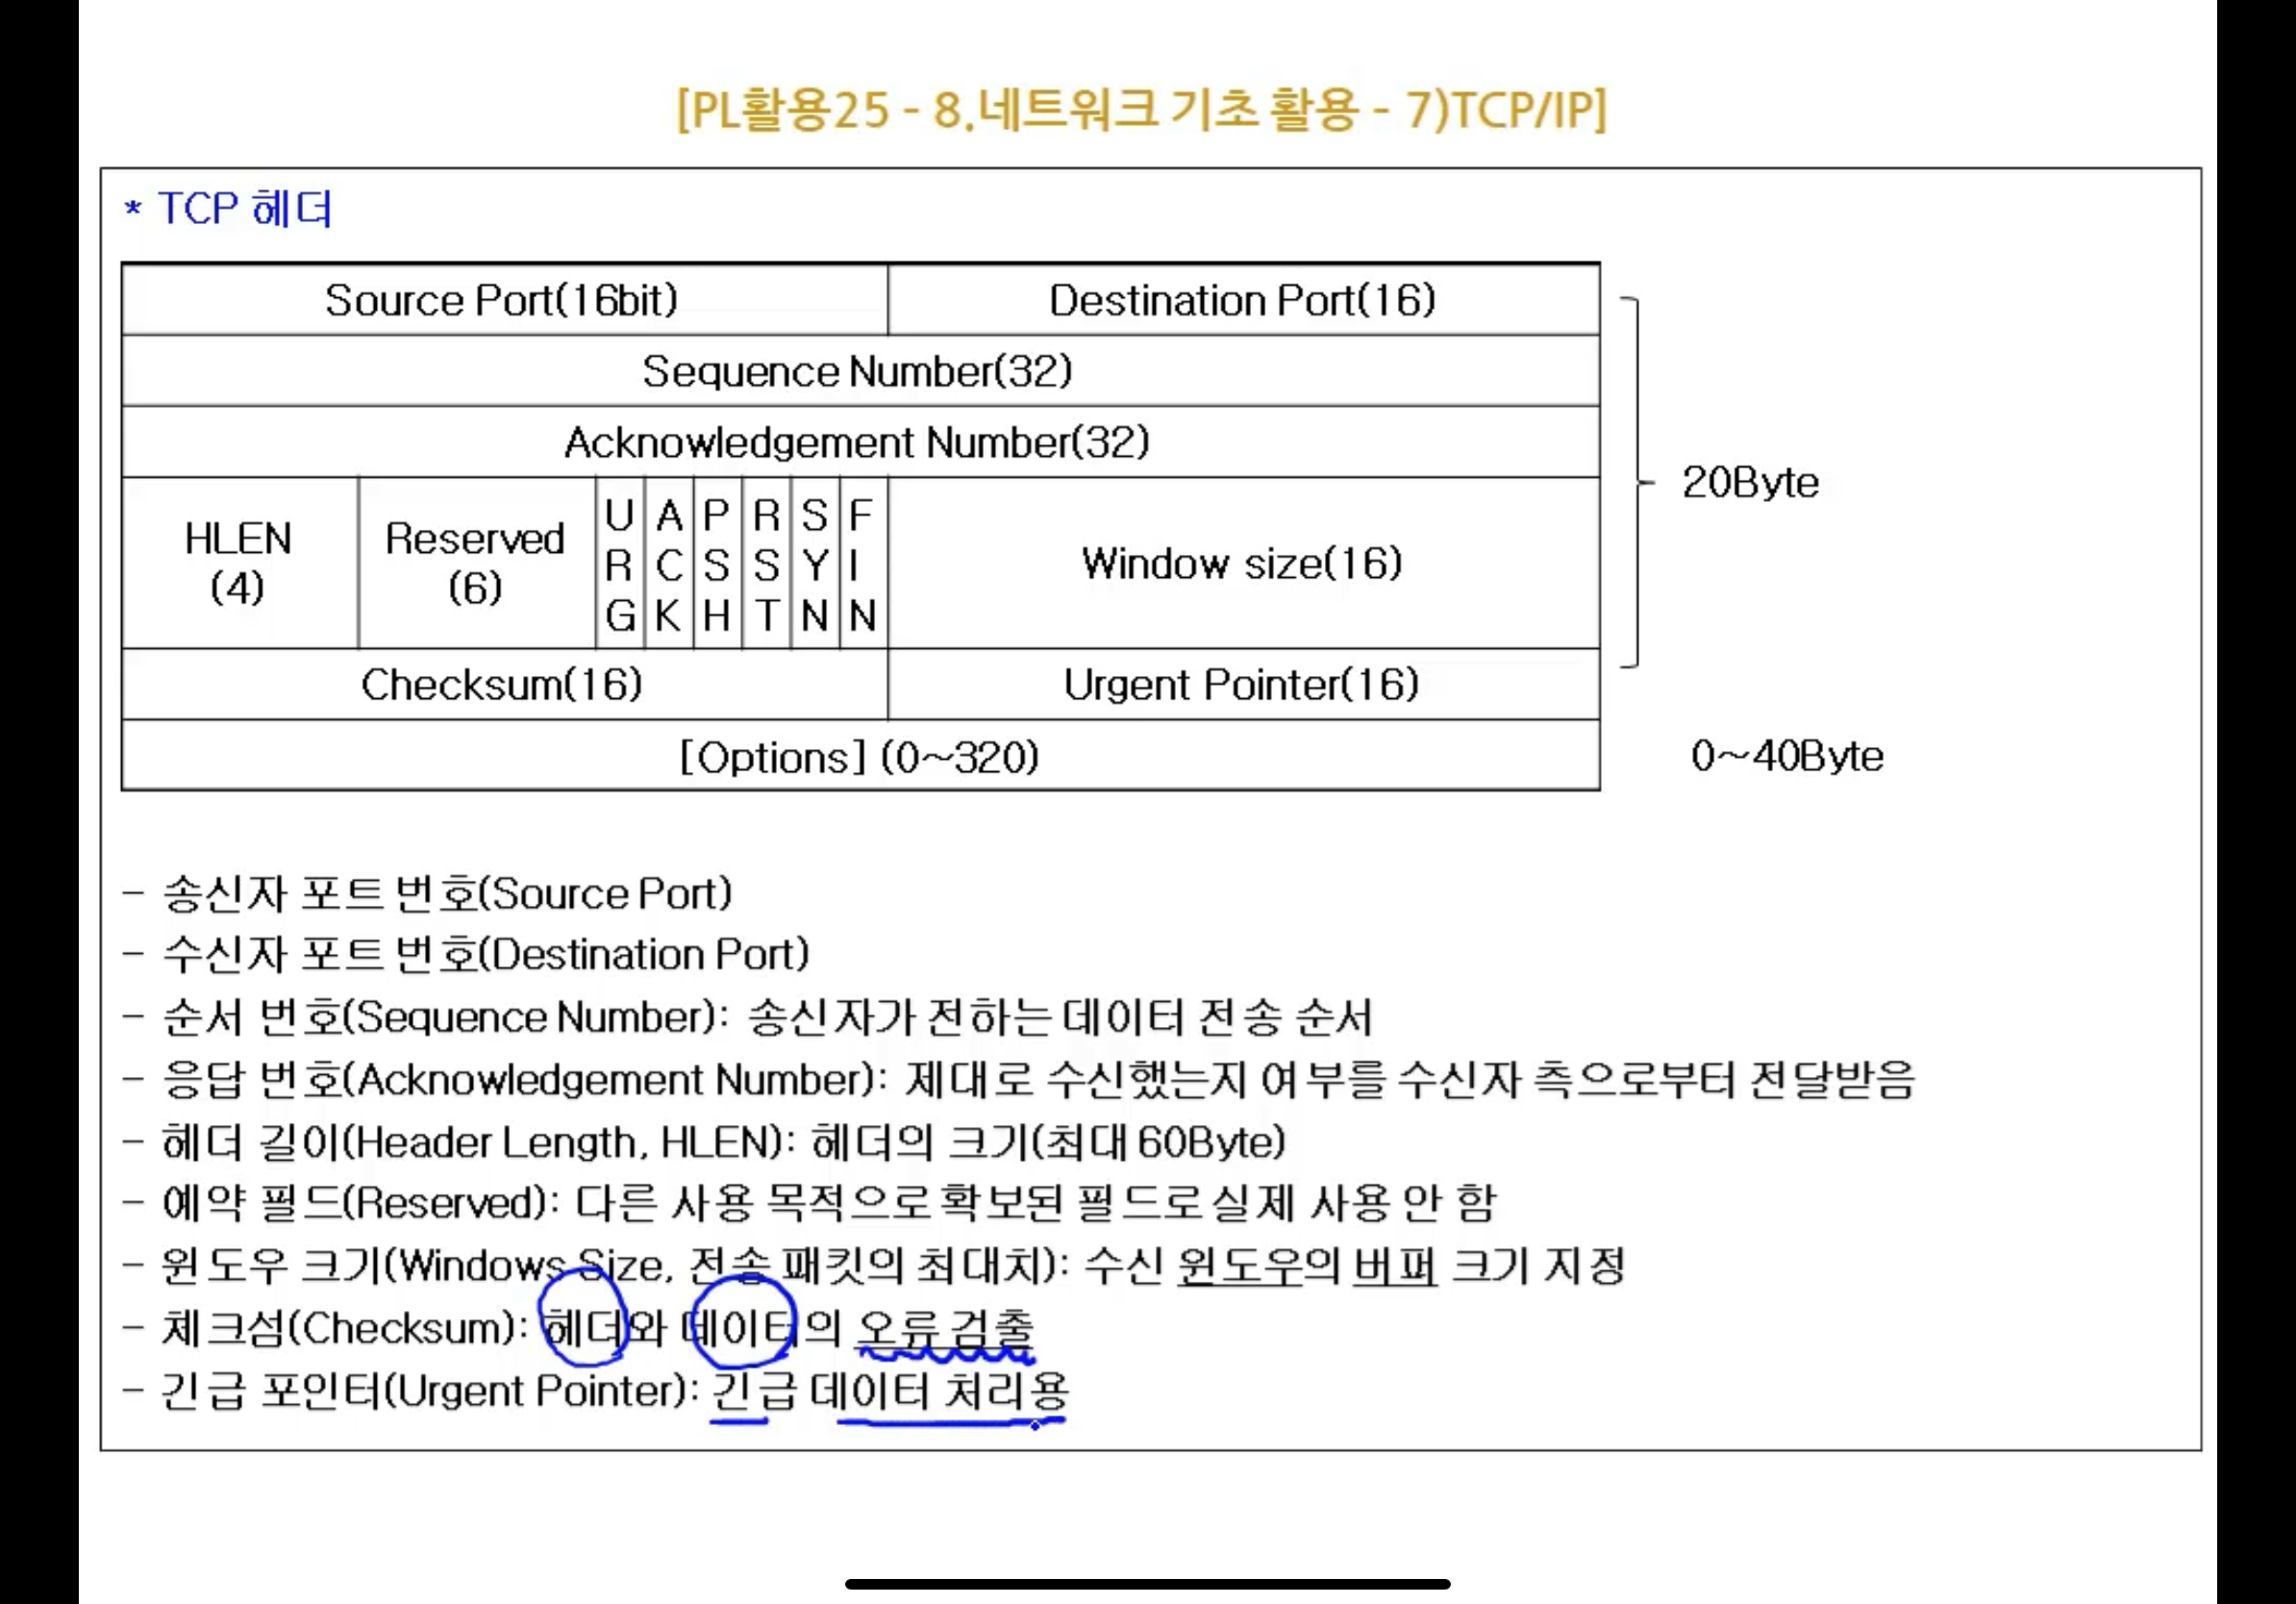 [PL활용25 - 8.네트워크 기초 활용 - 7)TCP/IP]
* TCP 헤더
Source Port(16bit) Destination Port(16)
Sequence Number(32)
Acknowledgement Number(32)
20Byte
HLEN (4) Reserved (6) URG ACK PSH RST SYN FIN Window size(16)
Checksum(16) Urgent Pointer(16)
[Options] (0~320) 0~40Byte
- 송신자 포트 번호(Source Port)
- 수신자 포트 번호(Destination Port)
- 순서 번호(Sequence Number): 송신자가 전하는 데이터 전송 순서
- 응답 번호(Acknowledgement Number): 제대로 수신했는지 여부를 수신자 측으로부터 전달받음
- 헤더 길이(Header Length, HLEN): 헤더의 크기(최대 60Byte)
- 예약 필드(Reserved): 다른 사용 목적으로 확보된 필드로 실제 사용 안 함
- 윈도우 크기(Windows Size, 전송 패킷의 최대치): 수신 윈도우의 버퍼 크기 지정
- 체크섬(Checksum): 헤더와 데이터의 오류 검출
- 긴급 포인터(Urgent Pointer): 긴급 데이터 처리용